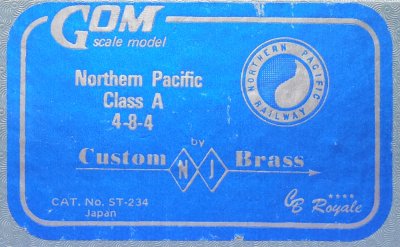 GOM
scale model
Northern Pacific
Class A
4-8-4
NORTHERN PACIFIC
RAILWAY
by
Custom NJ Brass
CAT. No. ST-234
Japan
CB Royale